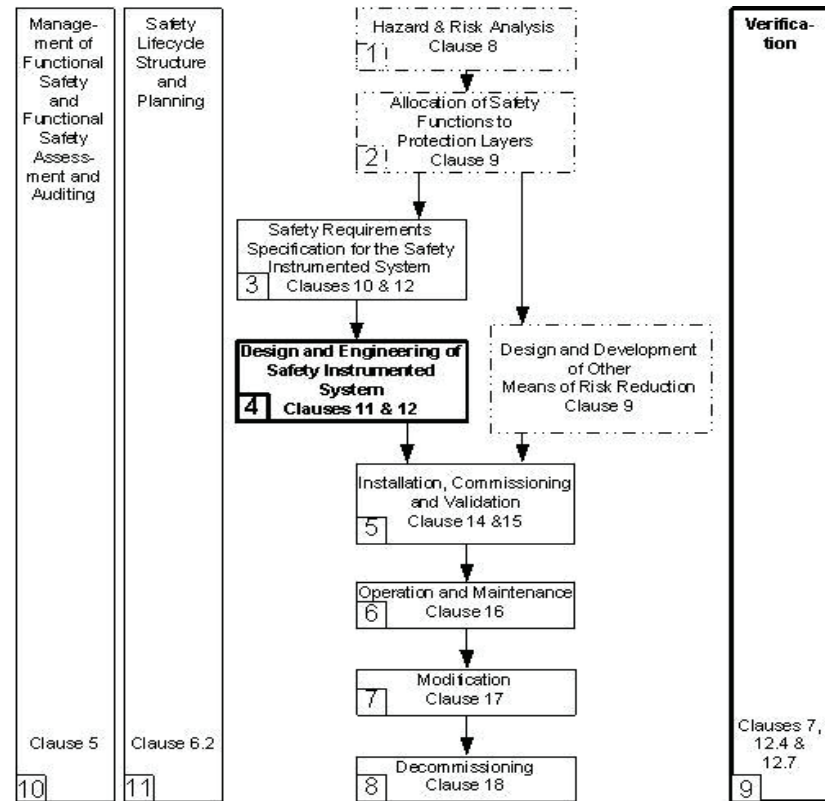 Manage-
ment of
Functional
Safety
and
Functional
Safety
Assess-
ment and
Auditing
Clause 5
10
Safety
Lifecycle
Structure
and
Planning
Clause 6.2
11
Hazard & Risk Analysis
Clause 8
1
Allocation of Safety
Functions to
Protection Layers
Clause 9
2
Safety Requirements
Specification for the Safety
Instrumented System
Clauses 10 & 12
3
Design and Engineering of
Safety Instrumented
System
Clauses 11 & 12
4
Design and Development
of Other
Means of Risk Reduction
Clause 9
Installation, Commissioning
and Validation
Clause 14 &15
5
Operation and Maintenance
Clause 16
6
Modification
Clause 17
7
Decommissioning
Clause 18
8
Verifica-
tion
Clauses 7,
12.4 &
12.7
9